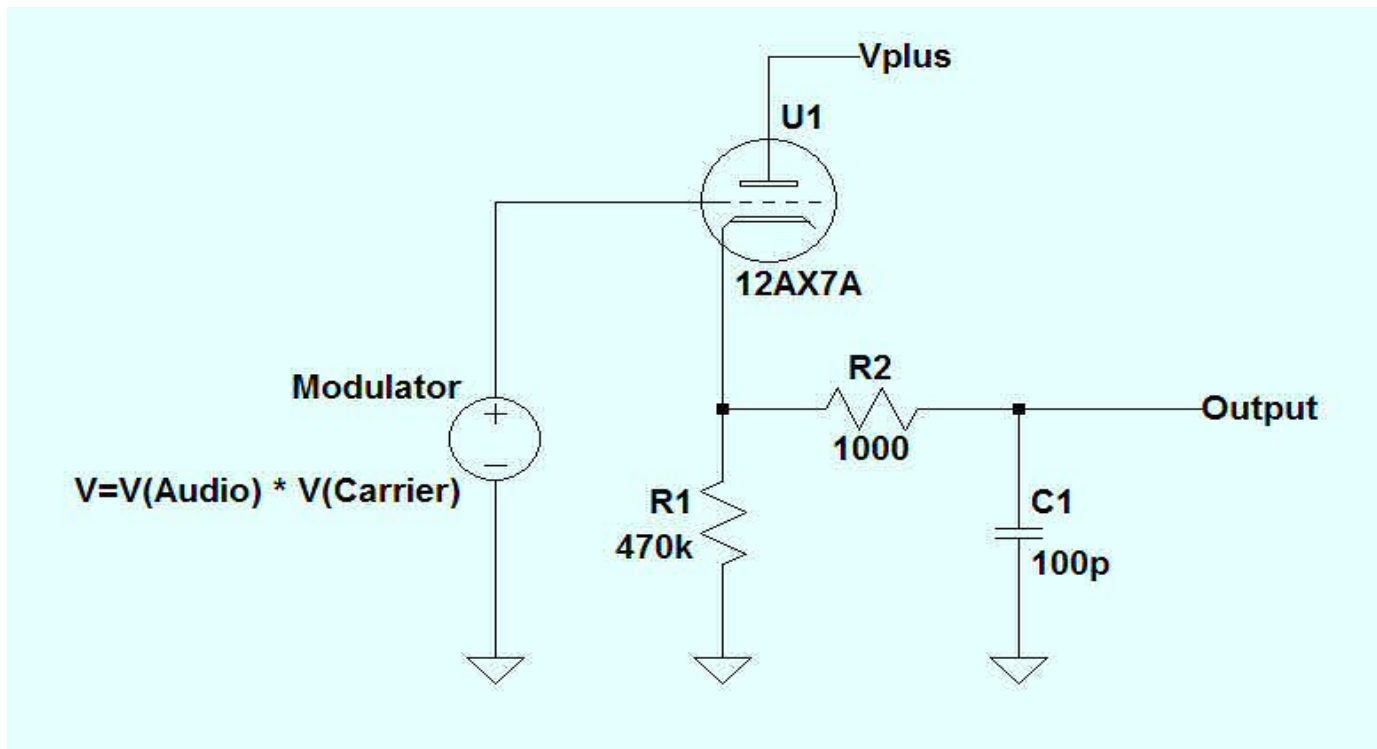 Vplus
U1
12AX7A
Modulator
V=V(Audio) * V(Carrier)
R2
1000
Output
R1
470k
C1
100p